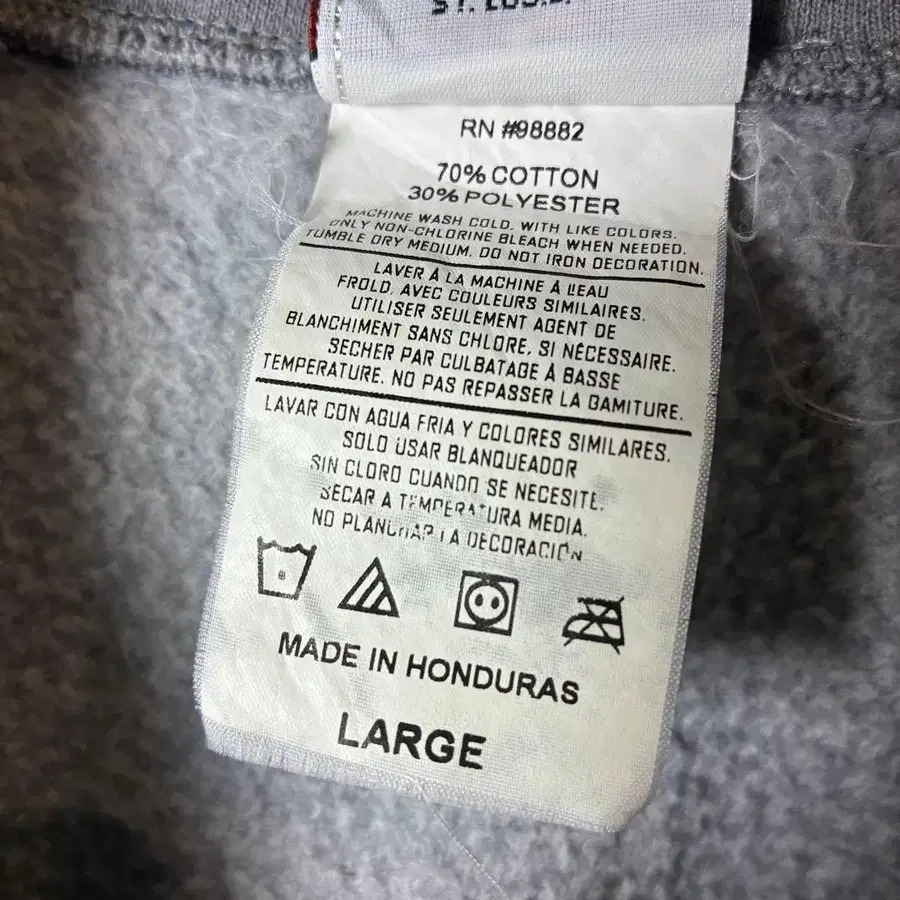 RN #98882
70% COTTON
30% POLYESTER
MACHINE WASH COLD, WITH LIKE COLORS.
ONLY NON-CHLORINE BLEACH WHEN NEEDED.
TUMBLE DRY MEDIUM. DO NOT IRON DECORATION.
LAVER À LA MACHINE À L'EAU
FROLD, AVEC COULEURS SIMILAIRES.
UTILISER SEULEMENT AGENT DE
BLANCHIMENT SANS CHLORE, SI NÉCESSAIRE.
SECHER PAR CULBATAGE À BASSE
TEMPERATURE. NO PAS REPASSER LA GAMITURE.
LAVAR CON AGUA FRIA Y COLORES SIMILARES.
SOLO USAR BLANQUEADOR
SIN CLORO CUANDO SE NECESITE.
SECAR A TEMPERATURA MEDIA.
NO PLANCHAR LA DECORACIÓN
MADE IN HONDURAS
LARGE